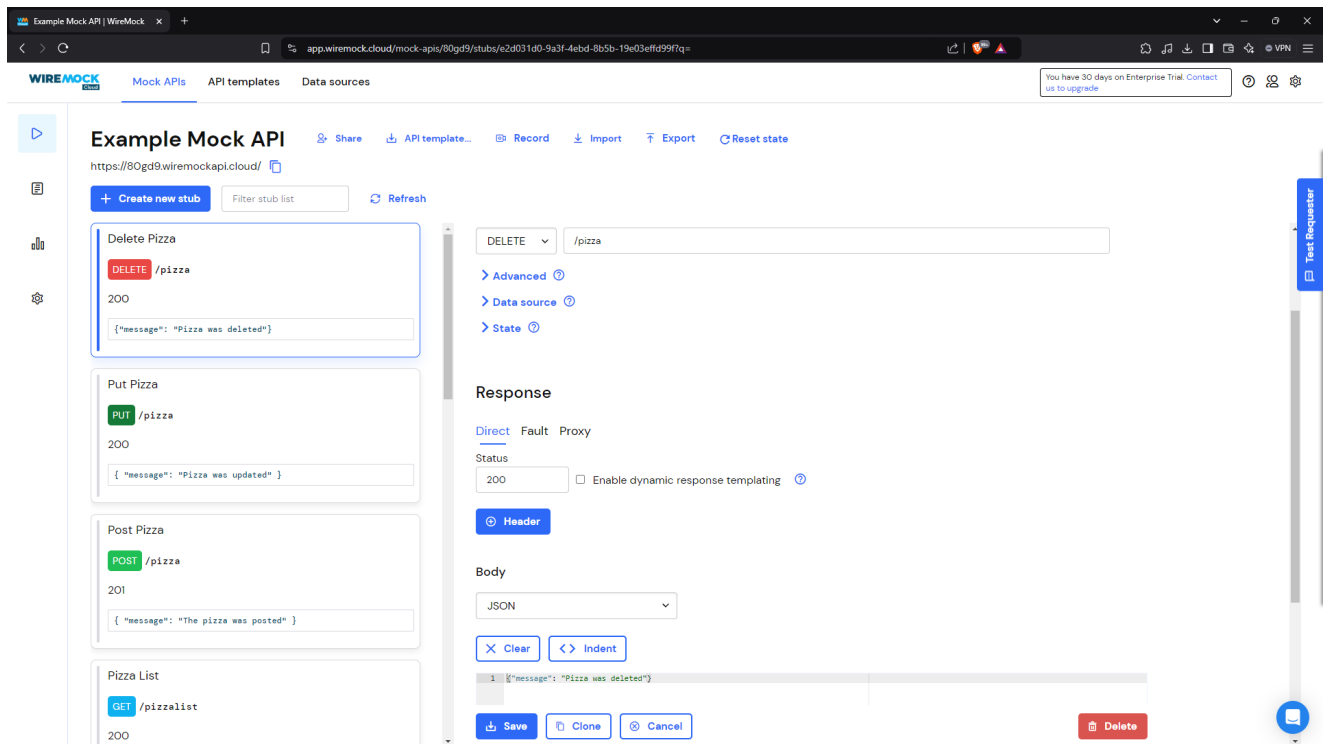 Example Mock API | WireMock
app.wiremock.cloud/mock-apis/80gd9/stubs/e2d031d0-9a3f-4ebd-8b5b-19e03effd99f?q=
VPN
WIREMOCK
Cloud
Mock APIs
API templates
Data sources
You have 30 days on Enterprise Trial. Contact
us to upgrade
Example Mock API
Share
API template...
Record
Import
Export
Reset state
https://80gd9.wiremockapi.cloud/
Create new stub
Filter stub list
Refresh
Test Requester
Delete Pizza
DELETE /pizza
200
{"message": "Pizza was deleted"}
Put Pizza
PUT /pizza
200
{ "message": "Pizza was updated" }
Post Pizza
POST /pizza
201
{ "message": "The pizza was posted" }
Pizza List
GET /pizzalist
200
DELETE
/pizza
Advanced
Data source
State
Response
Direct Fault Proxy
Status
200
Enable dynamic response templating
Header
Body
JSON
Clear
Indent
1 {"message": "Pizza was deleted"}
Save
Clone
Cancel
Delete